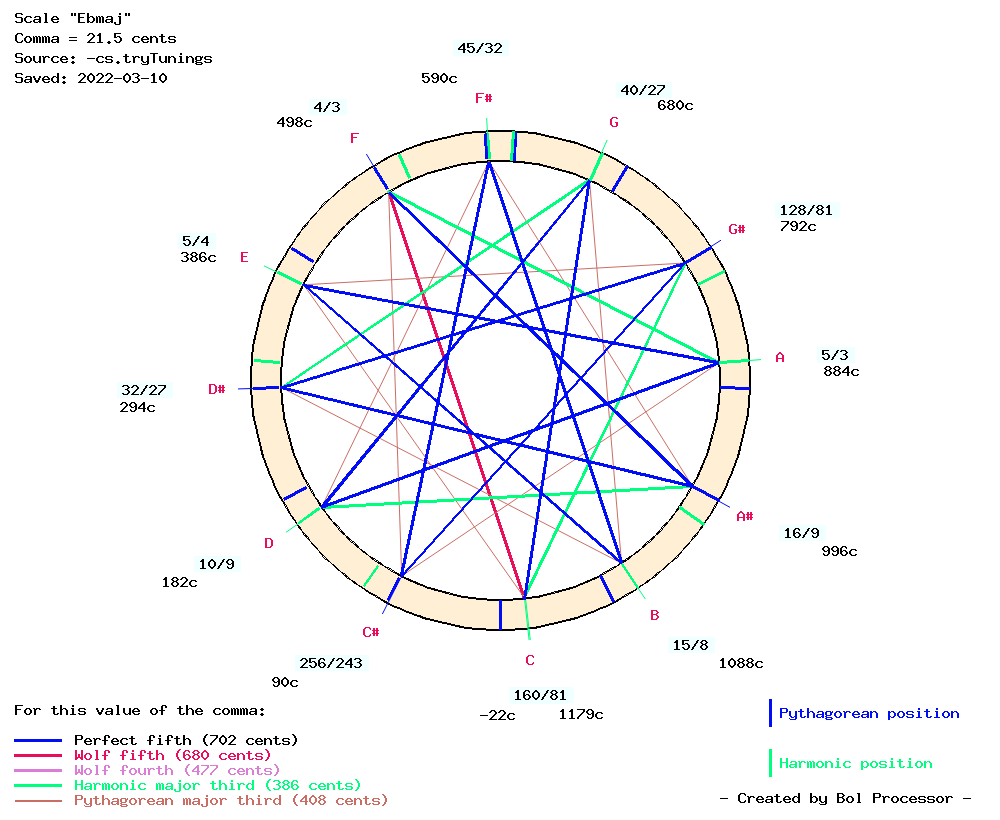 Scale "Ebmaj"
Comma = 21.5 cents
Source: -cs.tryTunings
Saved: 2022-03-10
45/32
590c
F#
40/27
680c
G
4/3
498c
F
128/81
792c
G#
5/4
386c
E
5/3
884c
A
32/27
294c
D#
16/9
996c
A#
10/9
182c
D
15/8
1088c
B
256/243
90c
C#
C
160/81
-22c 1179c
For this value of the comma:
Perfect fifth (702 cents)
Wolf fifth (680 cents)
Wolf fourth (477 cents)
Harmonic major third (386 cents)
Pythagorean major third (408 cents)
Pythagorean position
Harmonic position
- Created by Bol Processor -